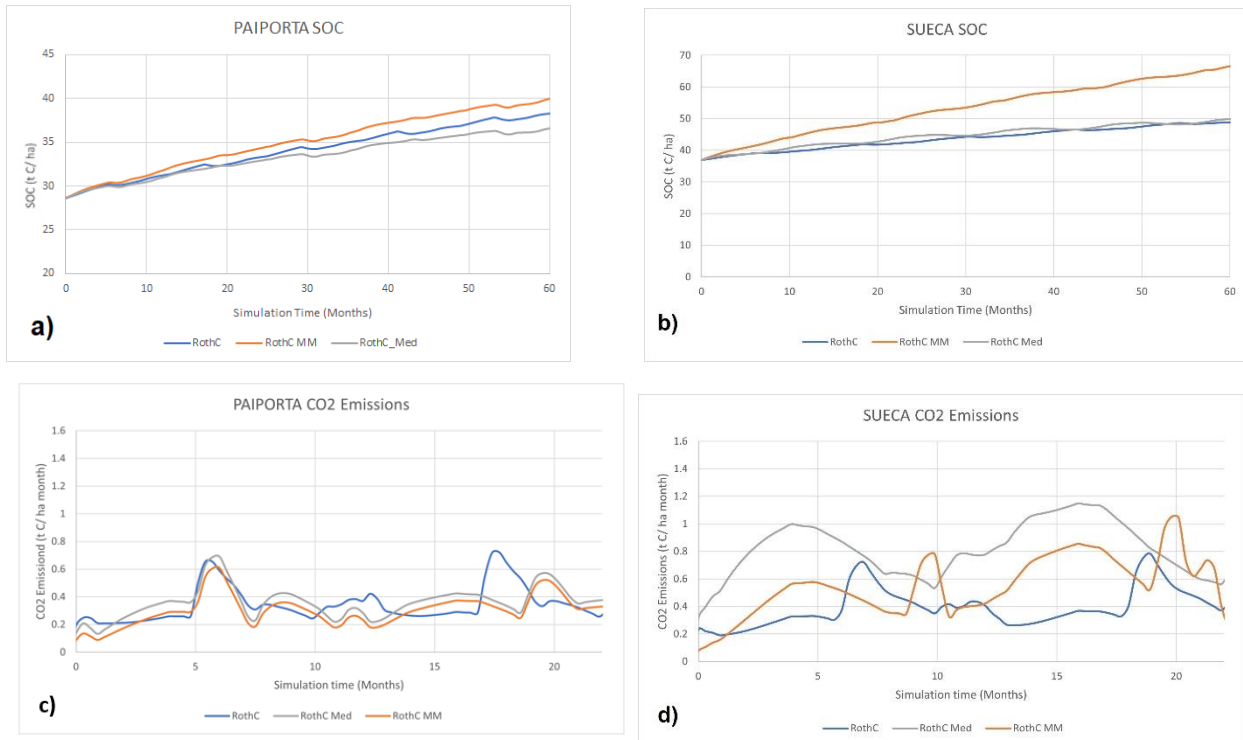 PAIPORTA SOC
45
40
35
30
25
20
SOC (t C/ ha)
0 10 20 30 40 50 60
Simulation Time (Months)
a)
RothC RothC MM RothC_Med
SUECA SOC
70
60
50
40
30
20
10
0
SOC (t C/ ha)
0 10 20 30 40 50 60
Simulation Time (Months)
b)
RothC RothC MM RothC Med
PAIPORTA CO2 Emissions
1.6
1.4
1.2
1
0.8
0.6
0.4
0.2
0
CO2 Emissiond (t C/ ha month)
0 5 10 15 20
Simulation time (Months)
c)
RothC RothC Med RothC MM
SUECA CO2 Emissions
1.6
1.4
1.2
1
0.8
0.6
0.4
0.2
0
CO2 Emissions (t C/ ha month)
0 5 10 15 20
Simulation time (Months)
d)
RothC RothC Med RothC MM